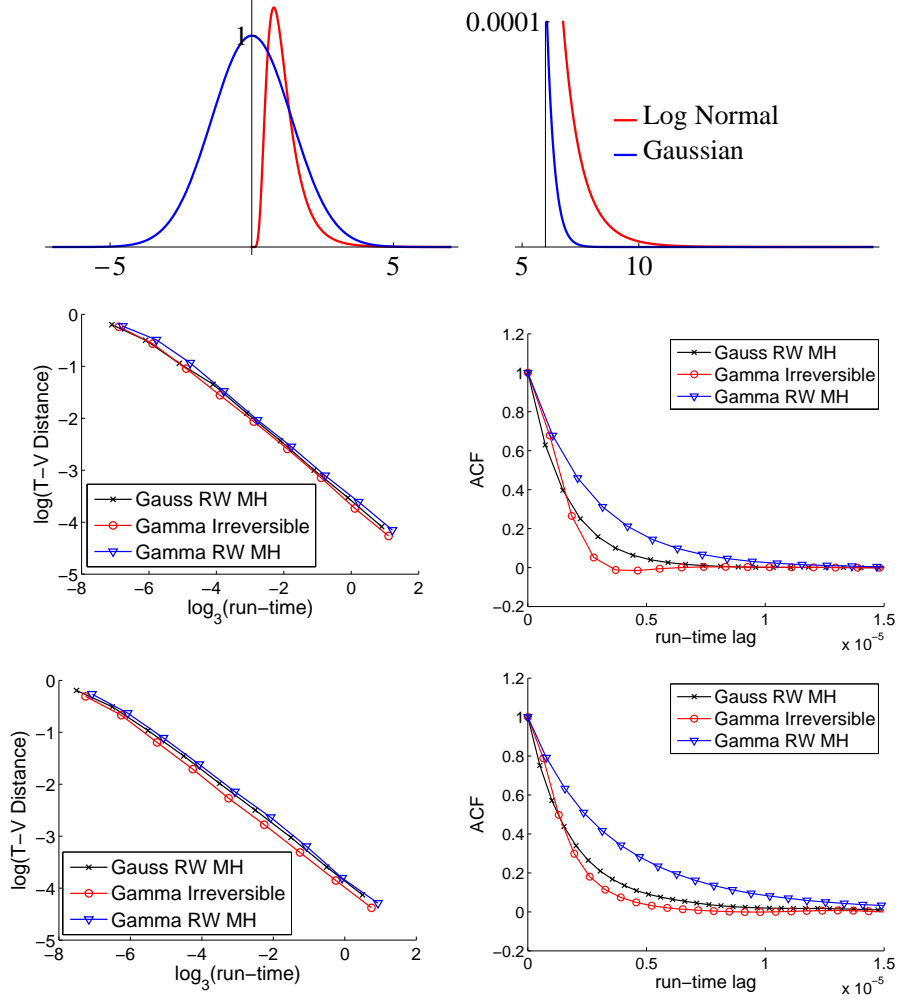 1
−5
5
0.0001
Log Normal
Gaussian
5
10
0
−1
−2
−3
−4
−5
log(T−V Distance)
Gauss RW MH
Gamma Irreversible
Gamma RW MH
−8
−6
−4
−2
0
2
log3(run−time)
1.2
1
0.8
0.6
0.4
0.2
0
−0.2
ACF
Gauss RW MH
Gamma Irreversible
Gamma RW MH
0
0.5
1
1.5
x 10−5
run−time lag
0
−1
−2
−3
−4
−5
log(T−V Distance)
Gauss RW MH
Gamma Irreversible
Gamma RW MH
−8
−6
−4
−2
0
2
log3(run−time)
1.2
1
0.8
0.6
0.4
0.2
0
−0.2
ACF
Gauss RW MH
Gamma Irreversible
Gamma RW MH
0
0.5
1
1.5
x 10−5
run−time lag